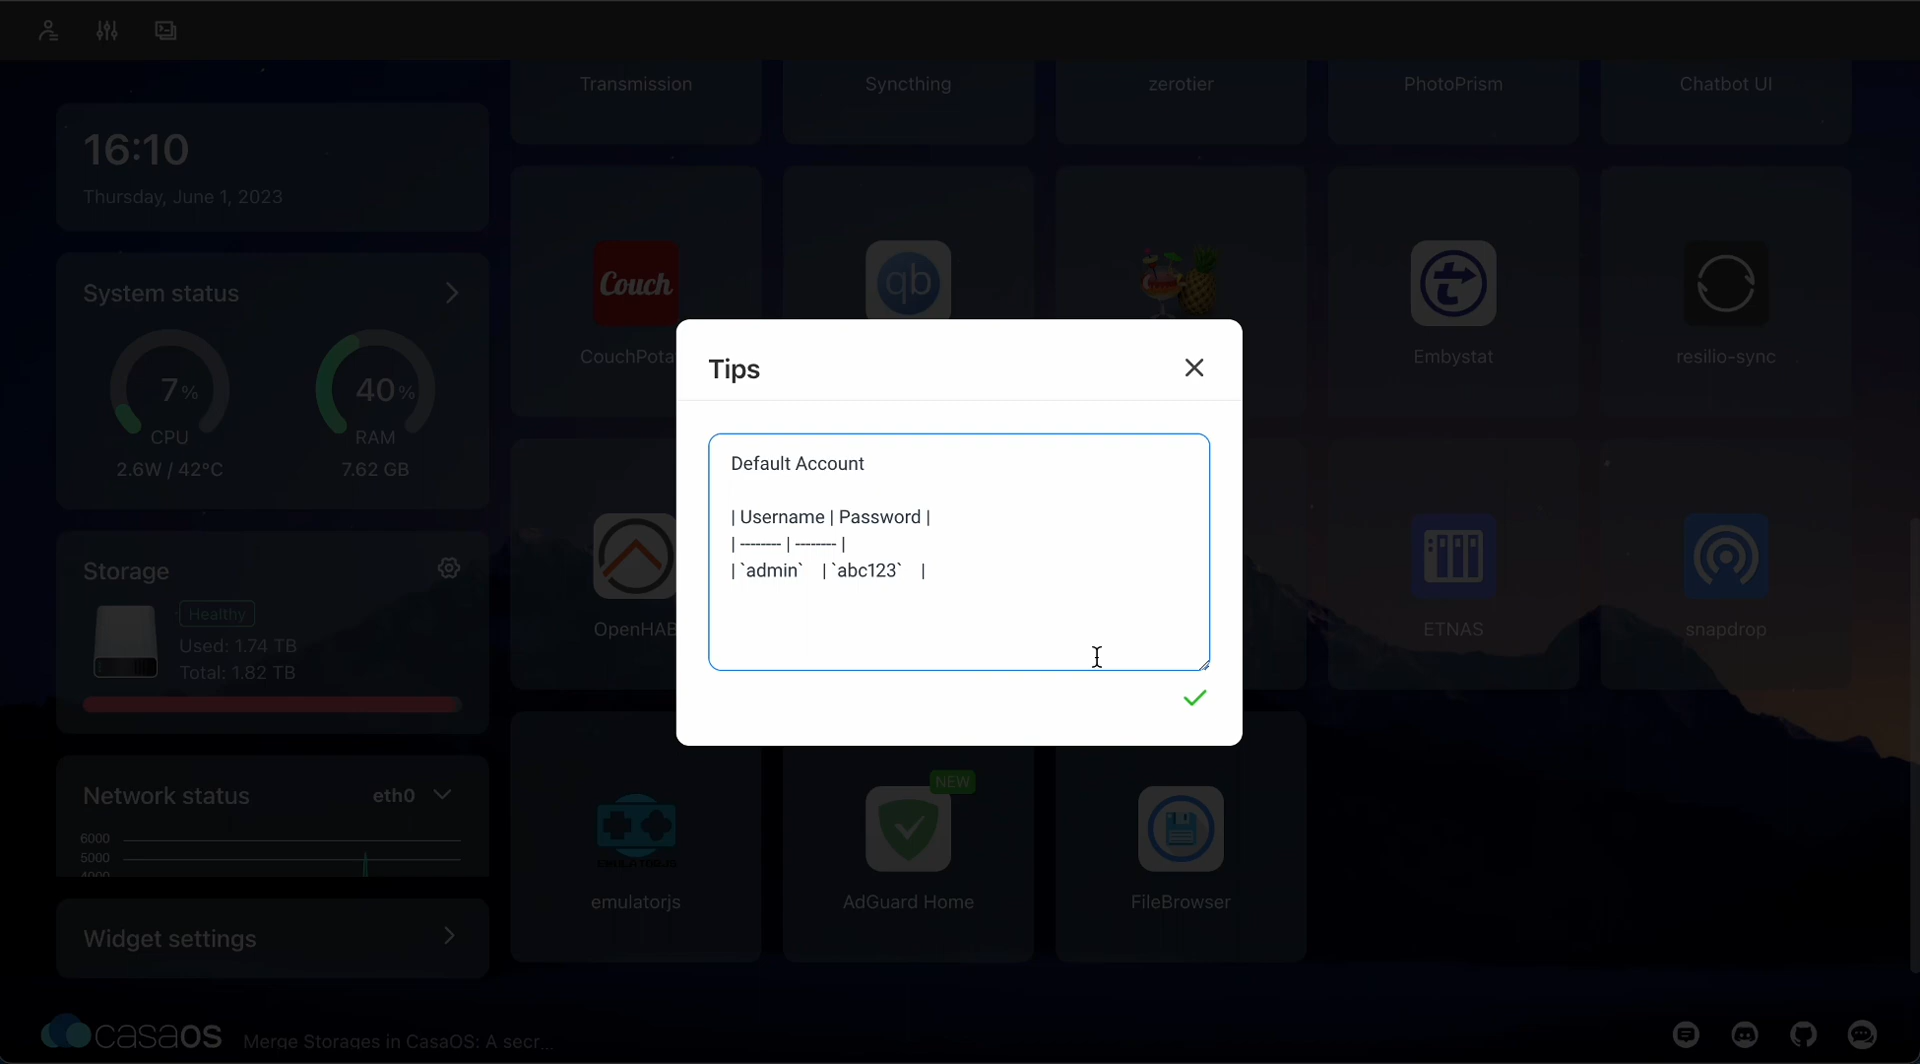 Transmission
Syncthing
zerotier
PhotoPrism
Chatbot UI
16:10
Thursday, June 1, 2023
System status
7%
CPU
2.6W / 42°C
40%
RAM
7.62 GB
Storage
Healthy
Used: 1.74 TB
Total: 1.82 TB
Network status
eth0
6000
5000
4000
Widget settings
Couch
CouchPota
qb
Embystat
resilio-sync
OpenHAB
ETNAS
snapdrop
Tips
Default Account
| Username | Password |
| -------- | -------- |
| `admin`   | `abc123`   |
EMULATORJS
emulatorjs
NEW
AdGuard Home
FileBrowser
casaOS
Merge Storages in CasaOS: A secr...